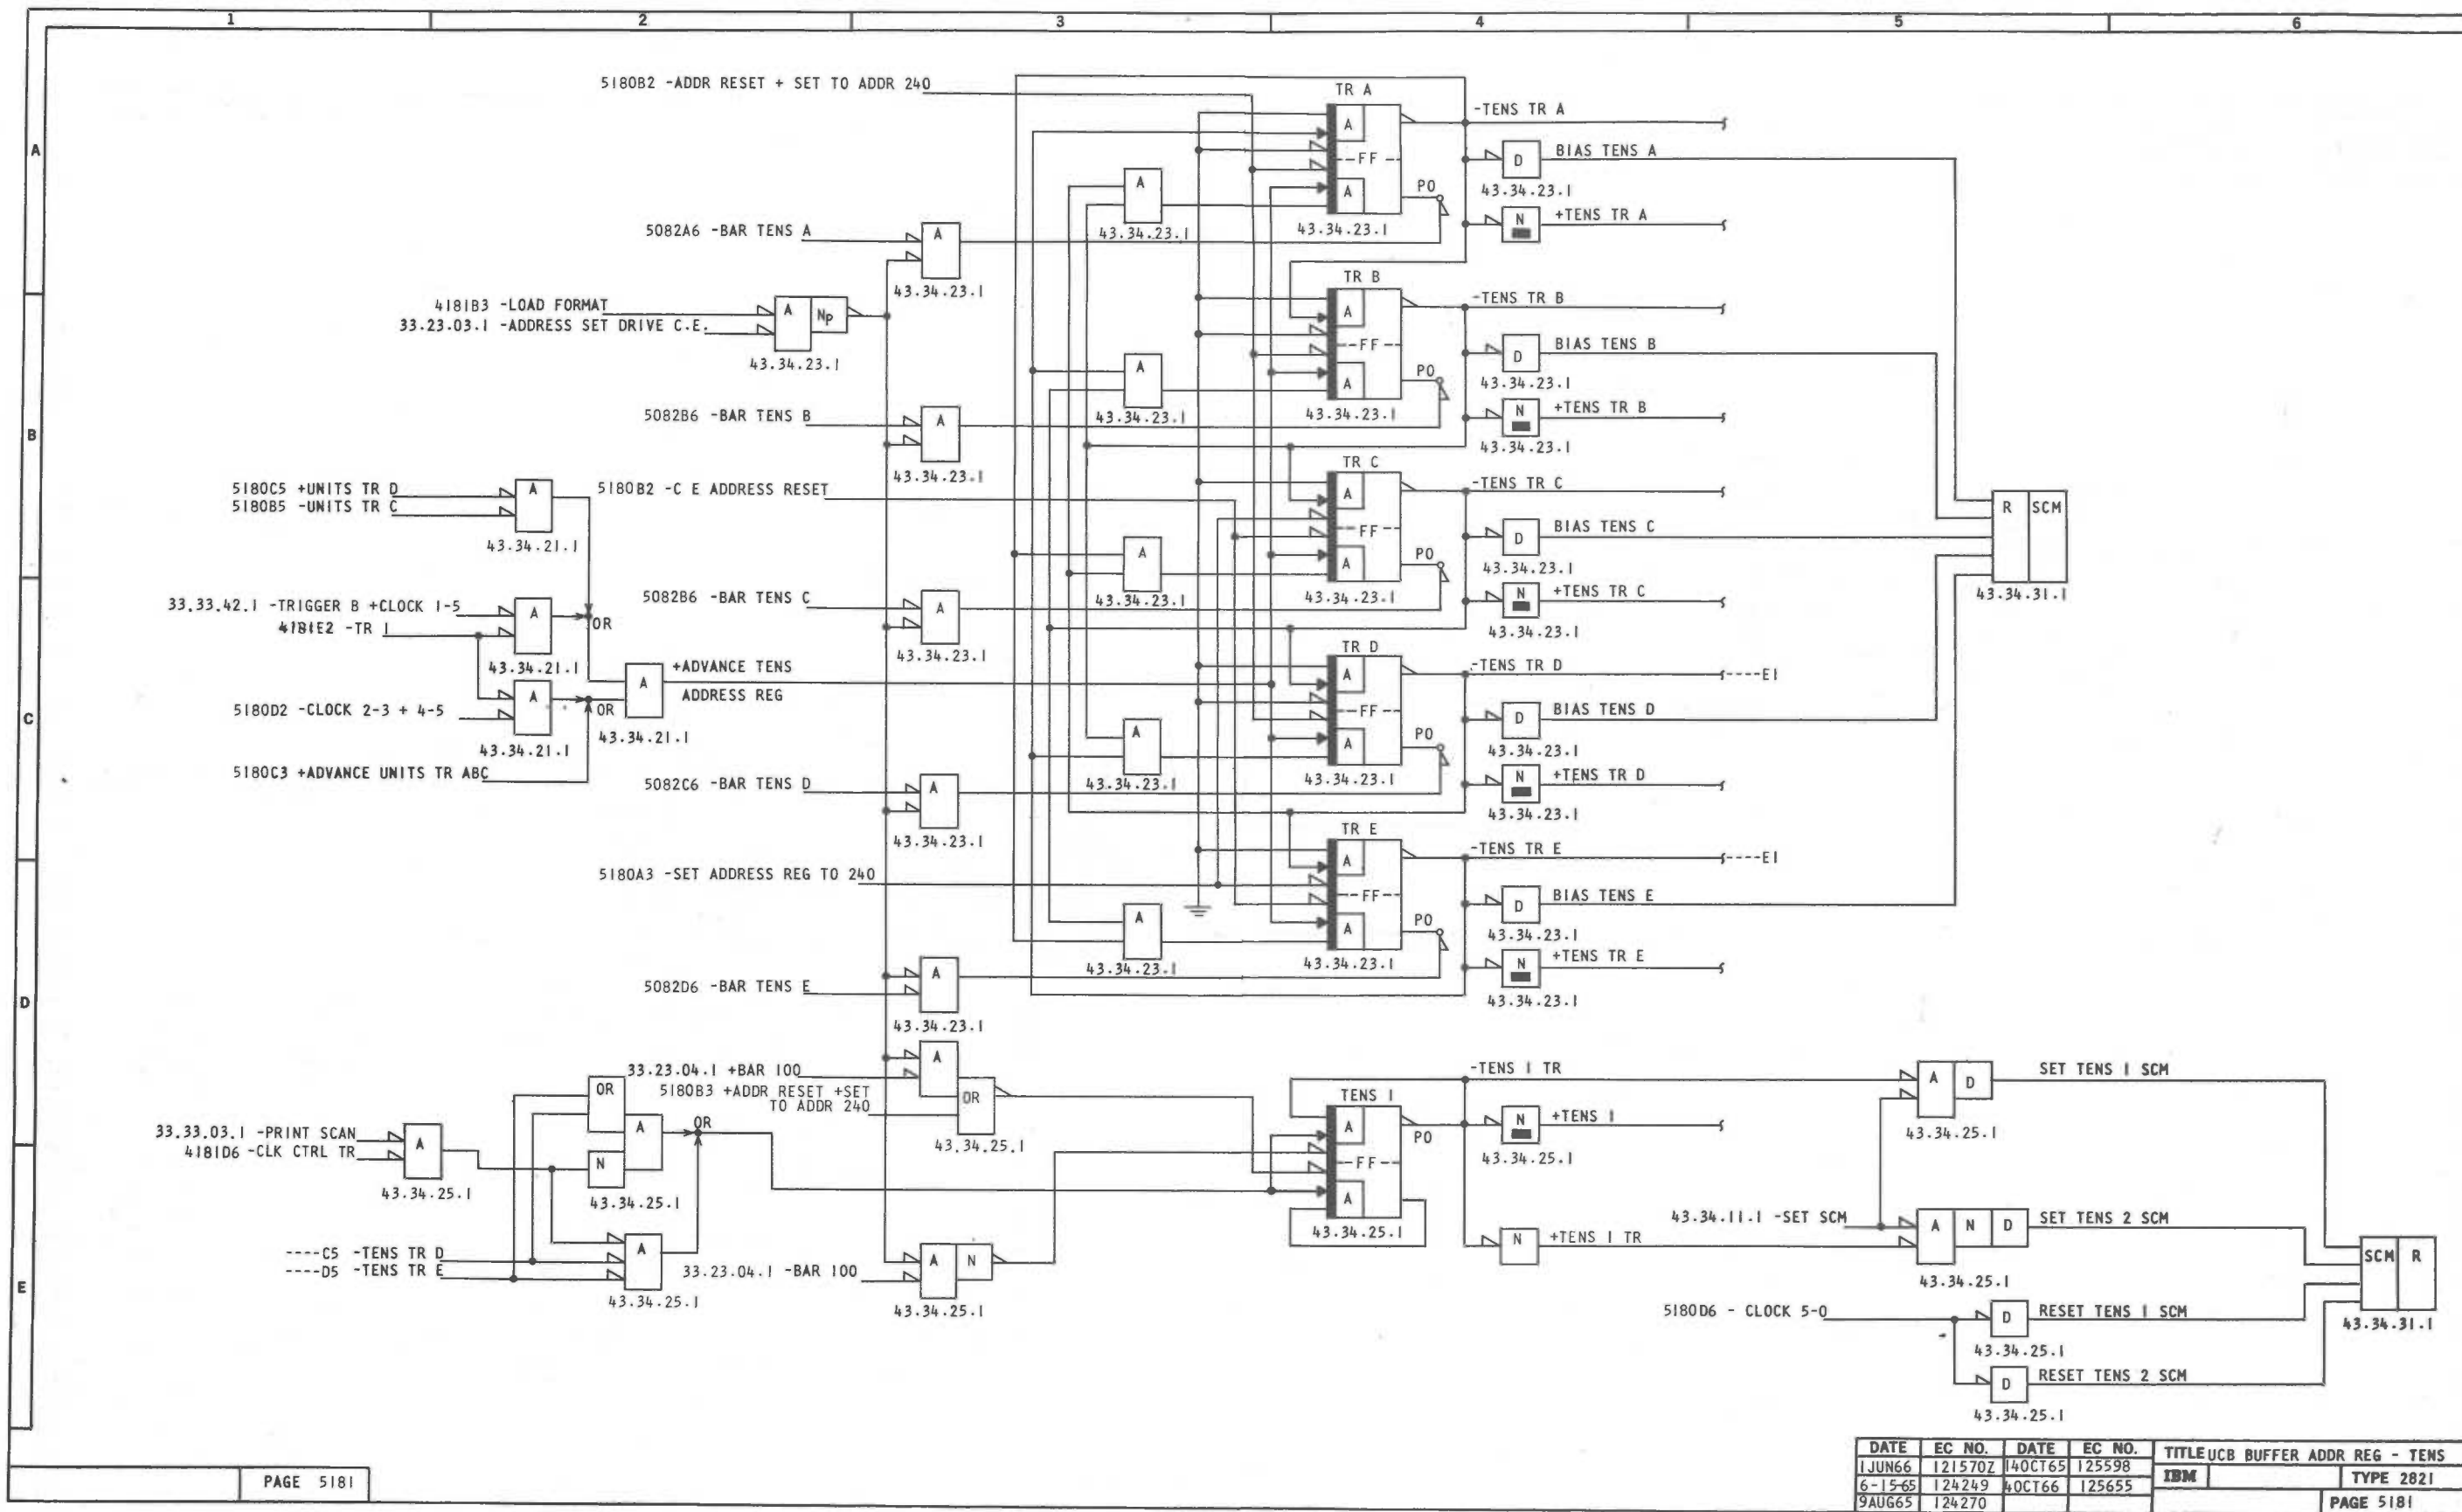 1 2 3 4 5 6
A
B
C
D
E
5180B2 -ADDR RESET + SET TO ADDR 240
TR A
A
--FF--
A
PO
43.34.23.1
-TENS TR A
D
BIAS TENS A
43.34.23.1
N
+TENS TR A
A
43.34.23.1
5082A6 -BAR TENS A
A
43.34.23.1
4181B3 -LOAD FORMAT
33.23.03.1 -ADDRESS SET DRIVE C.E.
A
NP
43.34.23.1
TR B
A
--FF--
A
PO
43.34.23.1
-TENS TR B
D
BIAS TENS B
43.34.23.1
N
+TENS TR B
43.34.23.1
A
43.34.23.1
5082B6 -BAR TENS B
A
43.34.23.1
5180C5 +UNITS TR D
5180B5 -UNITS TR C
A
43.34.21.1
5180B2 -C E ADDRESS RESET
TR C
A
--FF--
A
PO
43.34.23.1
-TENS TR C
D
BIAS TENS C
43.34.23.1
N
+TENS TR C
43.34.23.1
R
SCM
43.34.31.1
A
43.34.23.1
33.33.42.1 -TRIGGER B +CLOCK 1-5
4181E2 -TR 1
A
OR
43.34.21.1
5082B6 -BAR TENS C
A
43.34.23.1
5180D2 -CLOCK 2-3 + 4-5
A
OR
43.34.21.1
A
43.34.21.1
+ADVANCE TENS
ADDRESS REG
5180C3 +ADVANCE UNITS TR ABC
TR D
A
--FF--
A
PO
43.34.23.1
-TENS TR D
----E1
D
BIAS TENS D
43.34.23.1
N
+TENS TR D
43.34.23.1
A
43.34.23.1
5082C6 -BAR TENS D
A
43.34.23.1
5180A3 -SET ADDRESS REG TO 240
TR E
A
--FF--
A
PO
43.34.23.1
-TENS TR E
----E1
D
BIAS TENS E
43.34.23.1
N
+TENS TR E
43.34.23.1
A
43.34.23.1
5082D6 -BAR TENS E
A
43.34.23.1
33.23.04.1 +BAR 100
5180B3 +ADDR RESET +SET
TO ADDR 240
A
OR
43.34.25.1
33.33.03.1 -PRINT SCAN
4181D6 -CLK CTRL TR
A
43.34.25.1
OR
A
N
43.34.25.1
OR
----C5 -TENS TR D
----D5 -TENS TR E
A
43.34.25.1
33.23.04.1 -BAR 100
A
N
43.34.25.1
TENS 1
A
--FF--
A
PO
43.34.25.1
-TENS 1 TR
N
+TENS 1
43.34.25.1
N
+TENS 1 TR
A
D
SET TENS 1 SCM
43.34.25.1
43.34.11.1 -SET SCM
A
N
D
SET TENS 2 SCM
43.34.25.1
5180D6 - CLOCK 5-0
D
RESET TENS 1 SCM
43.34.25.1
D
RESET TENS 2 SCM
43.34.25.1
SCM
R
43.34.31.1
PAGE 5181
DATE EC NO. DATE EC NO.
1JUN66 121570Z 14OCT65 125598
6-15-65 124249 4OCT66 125655
9AUG65 124270
TITLE UCB BUFFER ADDR REG - TENS
IBM
TYPE 2821
PAGE 5181